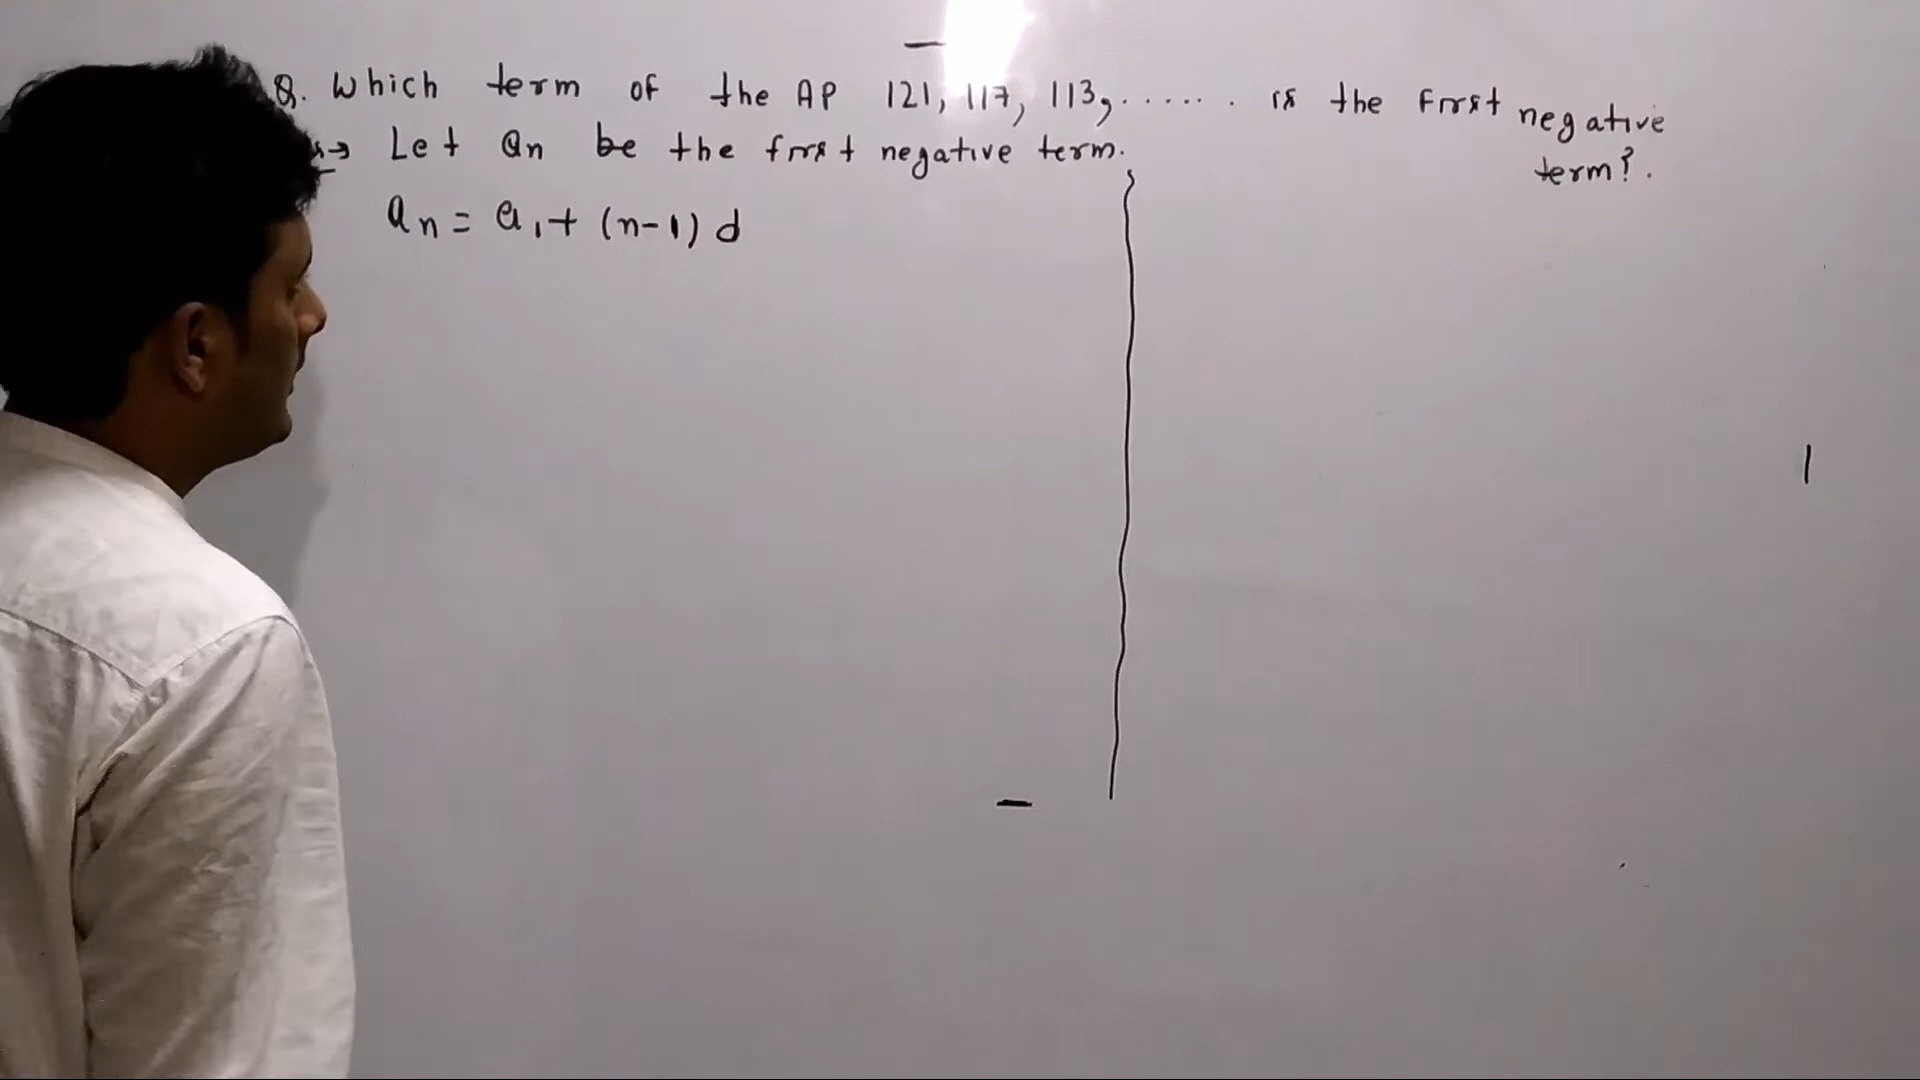 Q. Which term of the AP 121, 117, 113, ...... is the first negative
term?.
→ Let an be the first negative term.
an = a1 + (n-1) d